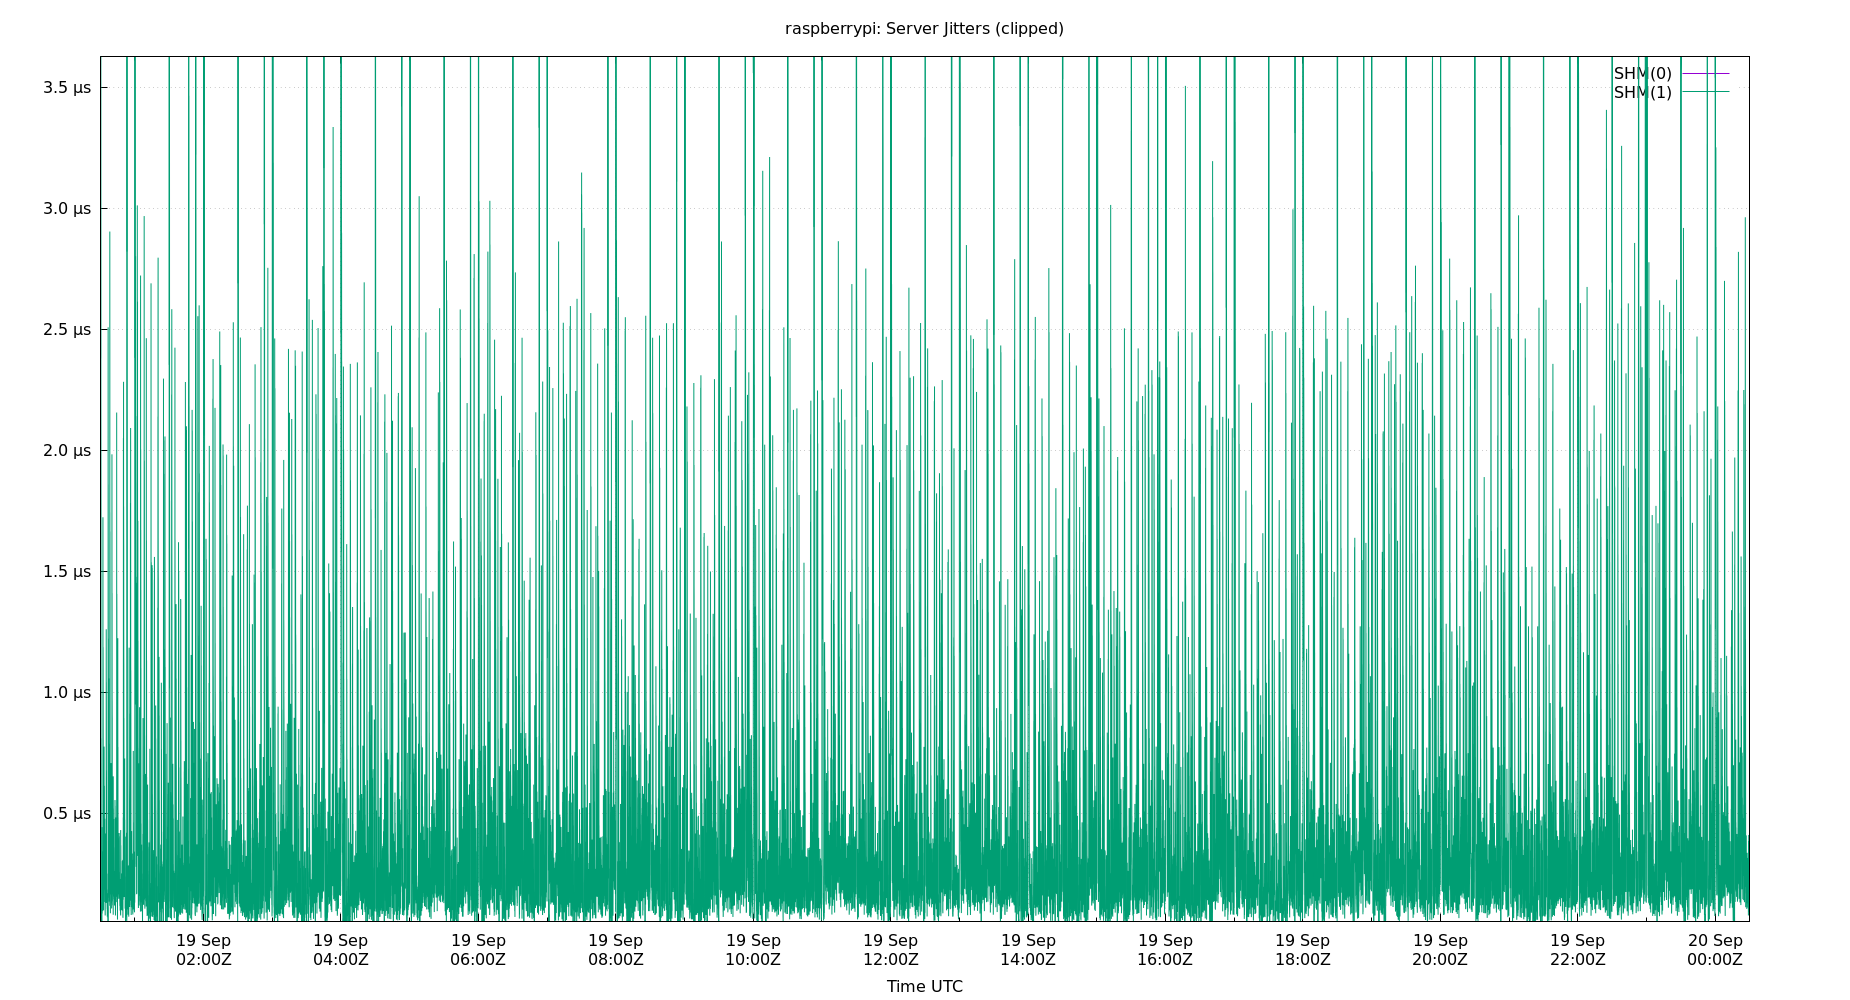 raspberrypi: Server Jitters (clipped)
SHM(0)
SHM(1)
3.5 μs
3.0 μs
2.5 μs
2.0 μs
1.5 μs
1.0 μs
0.5 μs
19 Sep 19 Sep 19 Sep 19 Sep 19 Sep 19 Sep 19 Sep 19 Sep 19 Sep 19 Sep 19 Sep 20 Sep
02:00Z 04:00Z 06:00Z 08:00Z 10:00Z 12:00Z 14:00Z 16:00Z 18:00Z 20:00Z 22:00Z 00:00Z
Time UTC